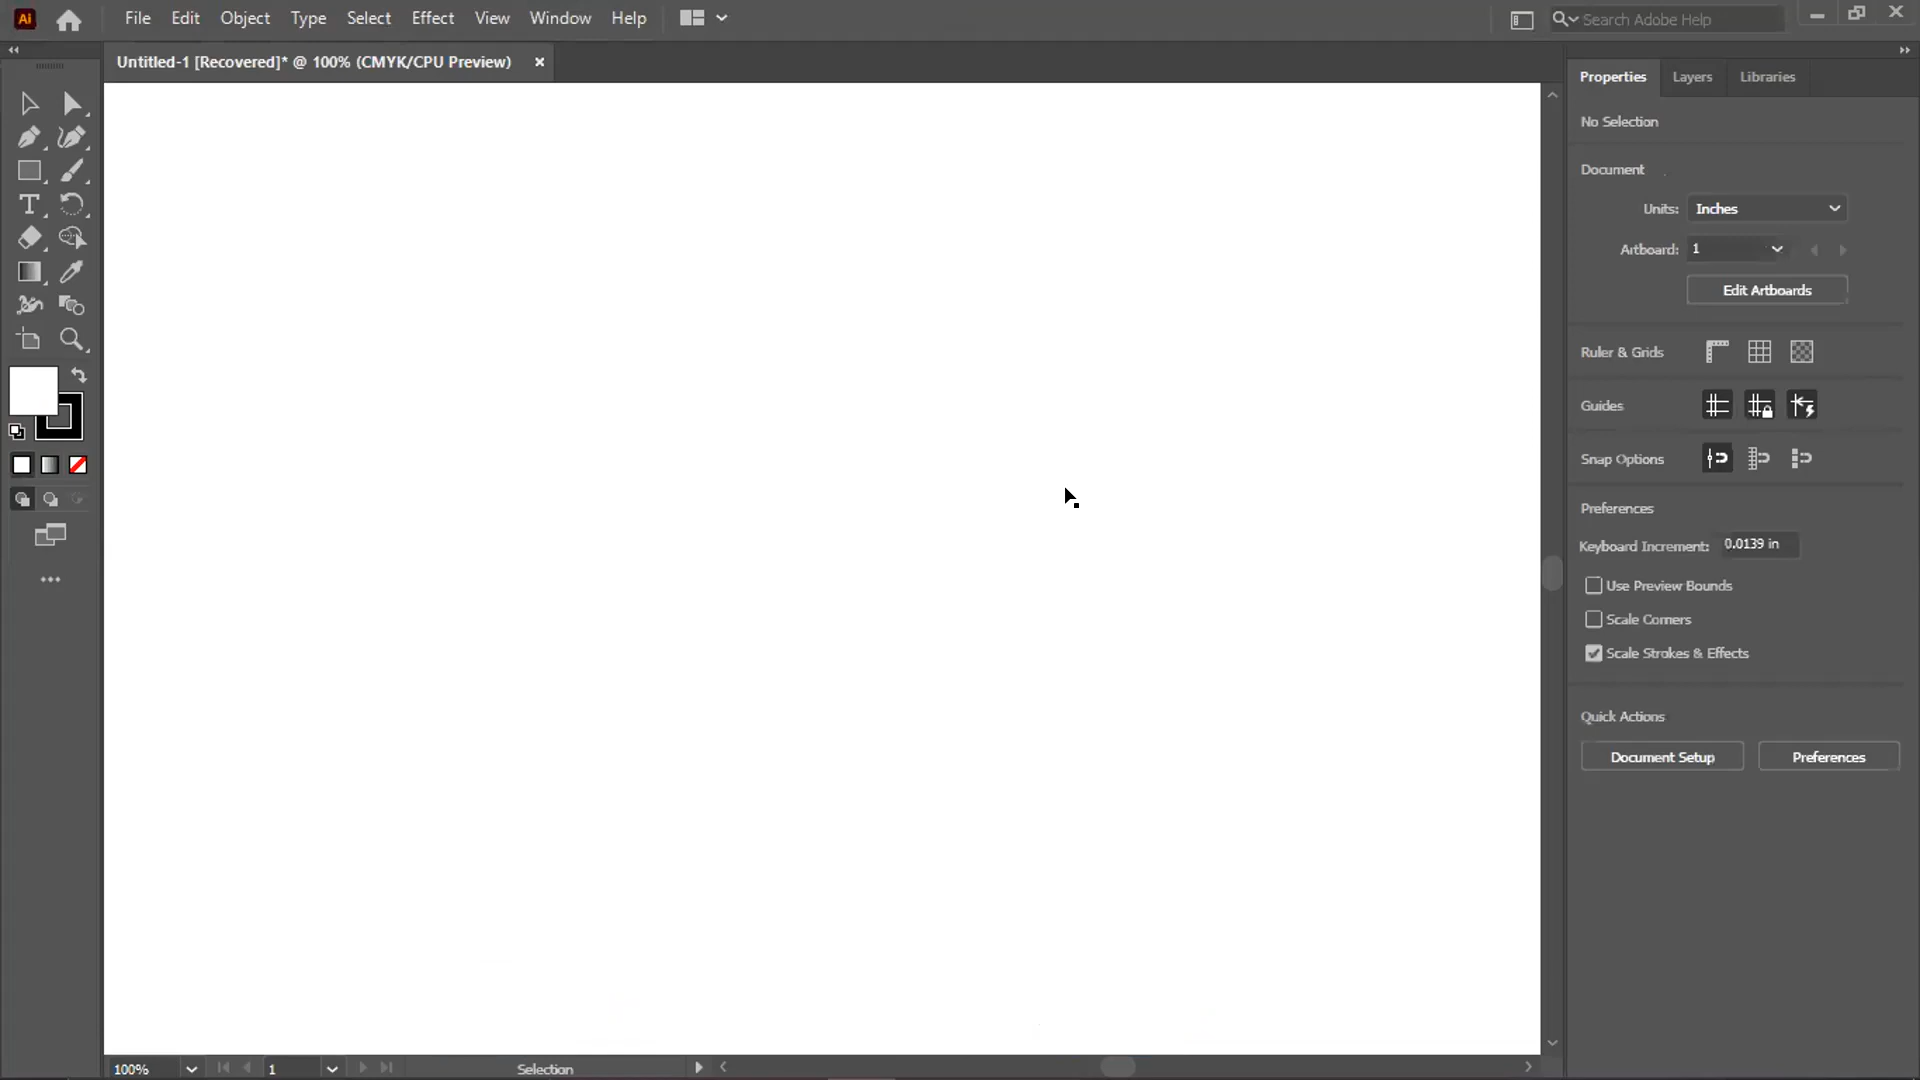 Ai File Edit Object Type Select Effect View Window Help Search Adobe Help
Untitled-1 [Recovered]* @ 100% (CMYK/CPU Preview)
Properties Layers Libraries
No Selection
Document
Units: Inches
Artboard: 1
Edit Artboards
Ruler & Grids
Guides
Snap Options
Preferences
Keyboard Increment: 0.0139 in
Use Preview Bounds
Scale Corners
Scale Strokes & Effects
Quick Actions
Document Setup Preferences
100% 1 Selection